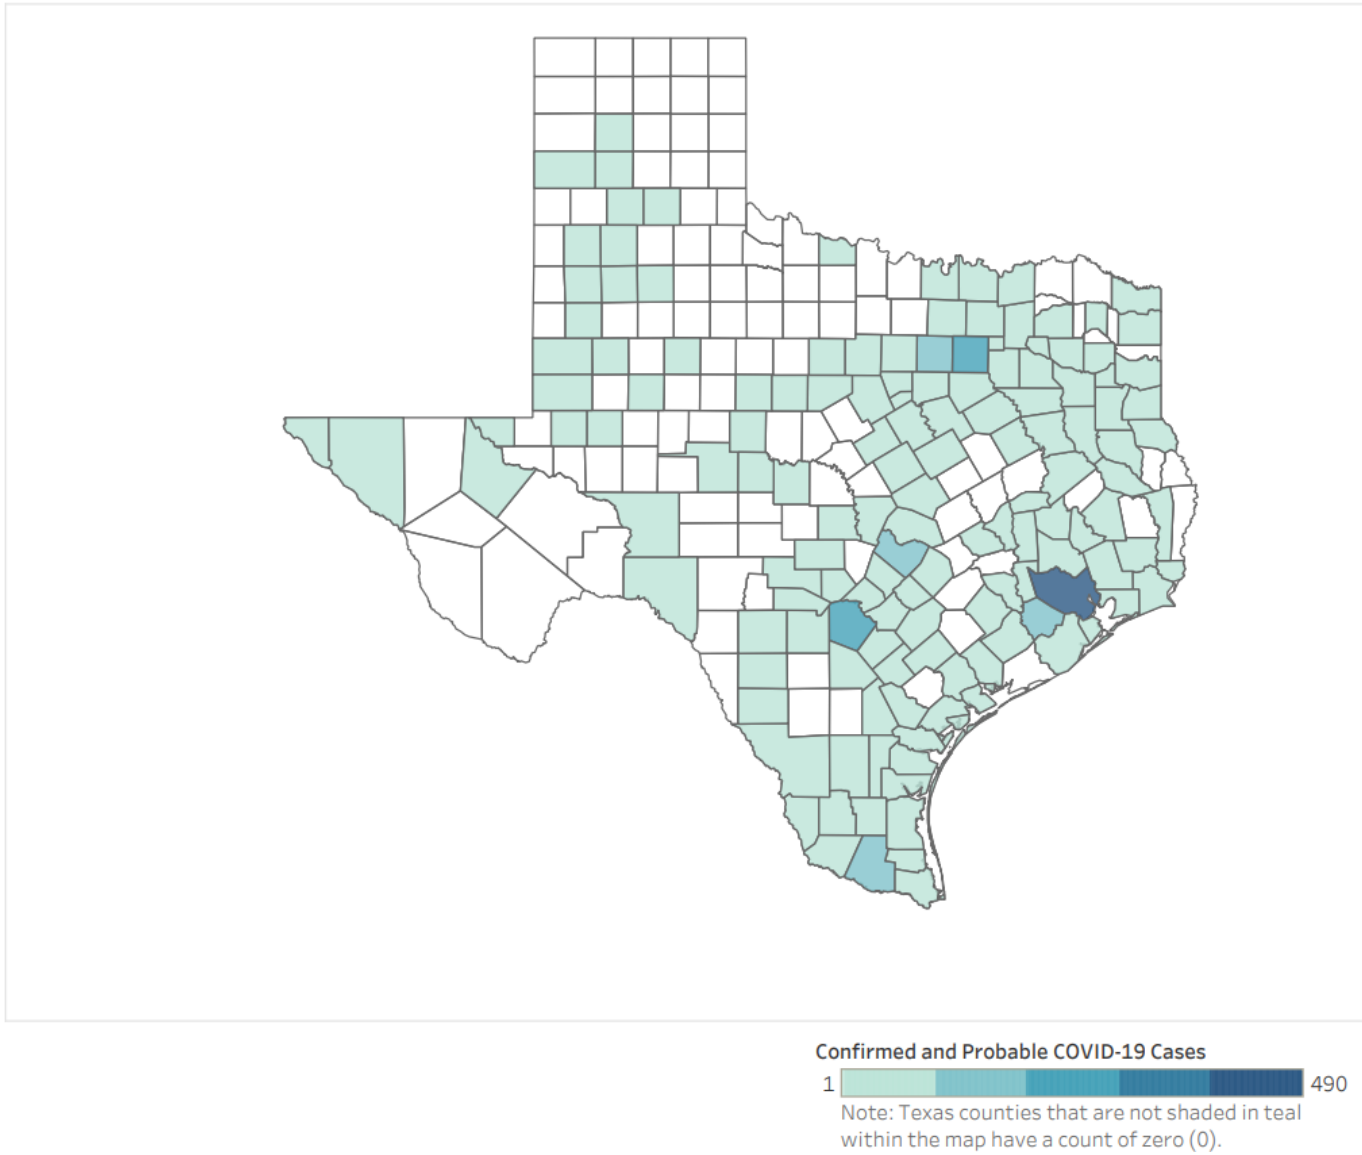 Confirmed and Probable COVID-19 Cases
1 490
Note: Texas counties that are not shaded in teal
within the map have a count of zero (0).